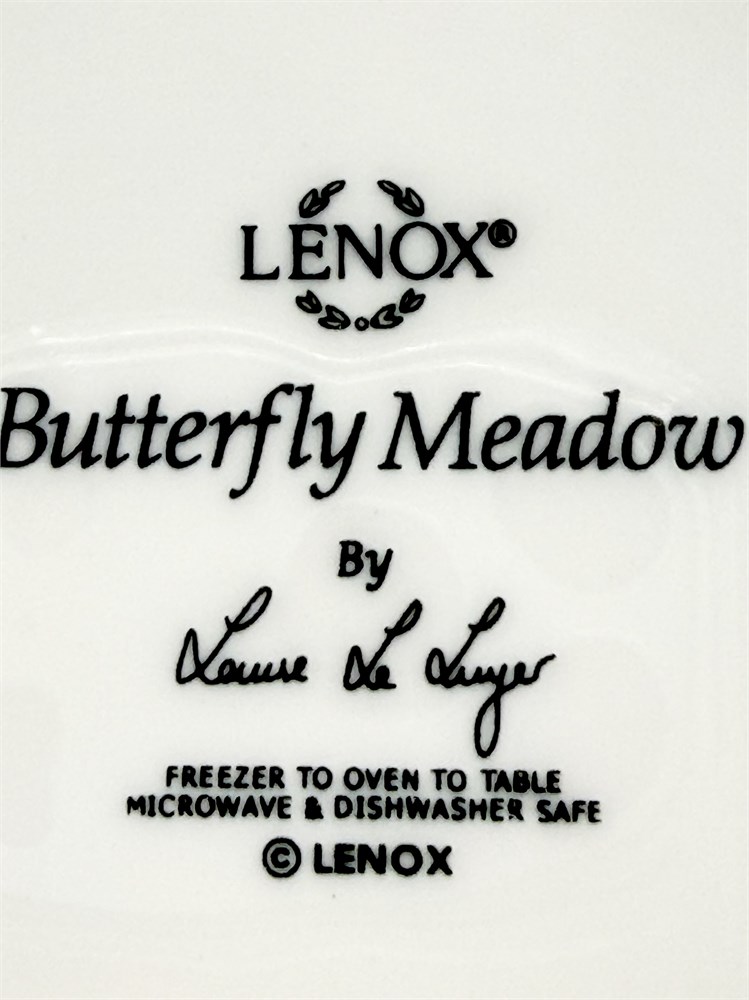 LENOX®
Butterfly Meadow
By
Louise Le Luyer
FREEZER TO OVEN TO TABLE
MICROWAVE & DISHWASHER SAFE
© LENOX